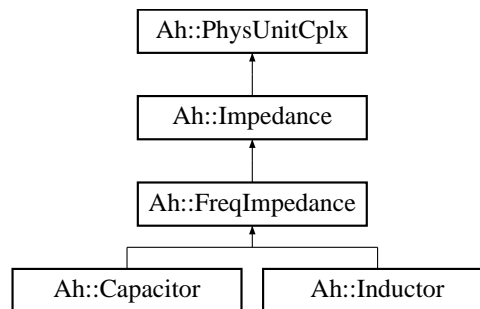 Ah::PhysUnitCplx
Ah::Impedance
Ah::FreqImpedance
Ah::Capacitor
Ah::Inductor